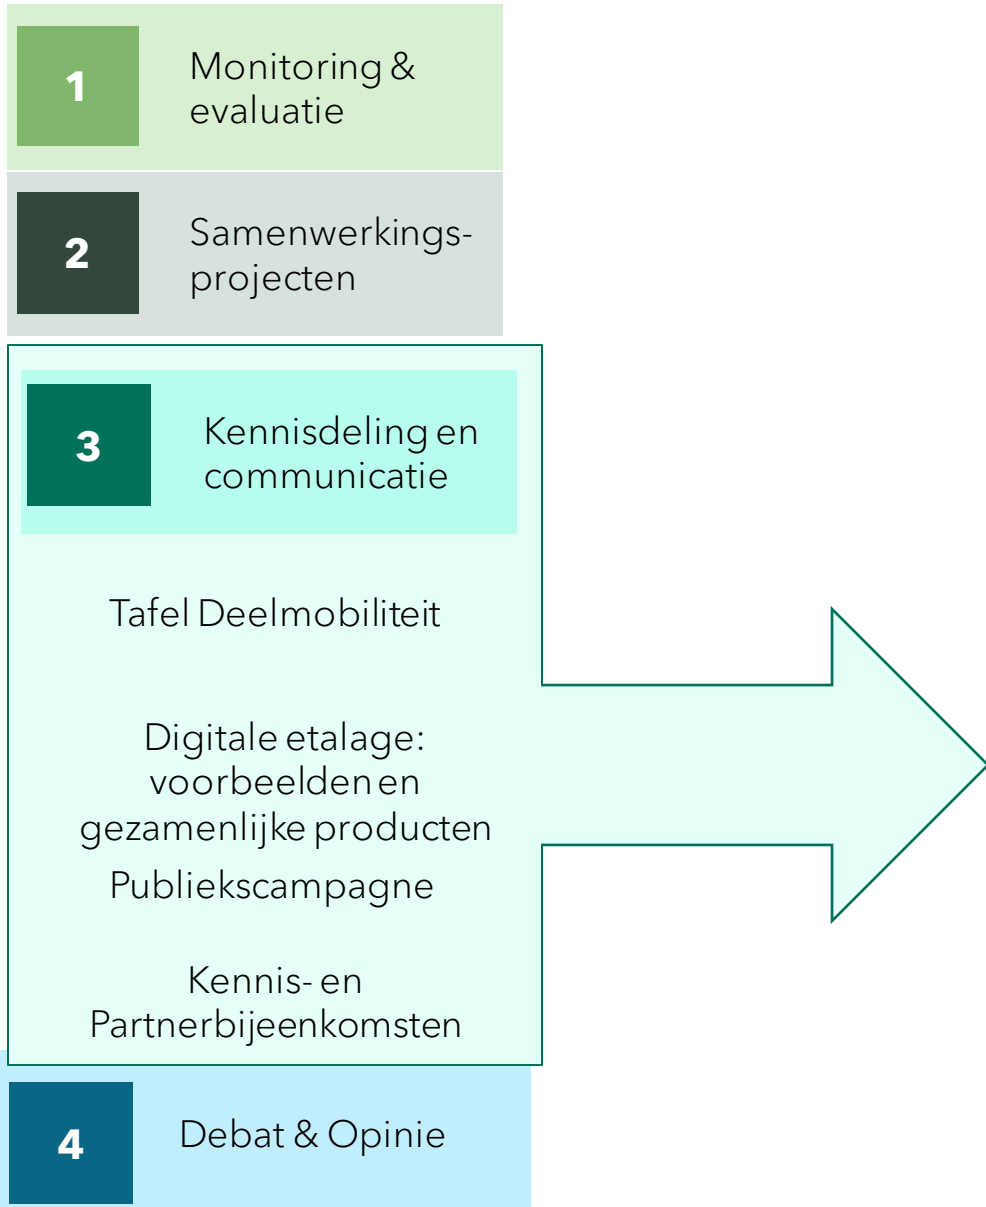 1
Monitoring &
evaluatie
2
Samenwerkings-
projecten
3
Kennisdeling en
communicatie
Tafel Deelmobiliteit
Digitale etalage:
voorbeelden en
gezamenlijke producten
Publiekscampagne
Kennis- en
Partnerbijeenkomsten
4
Debat & Opinie